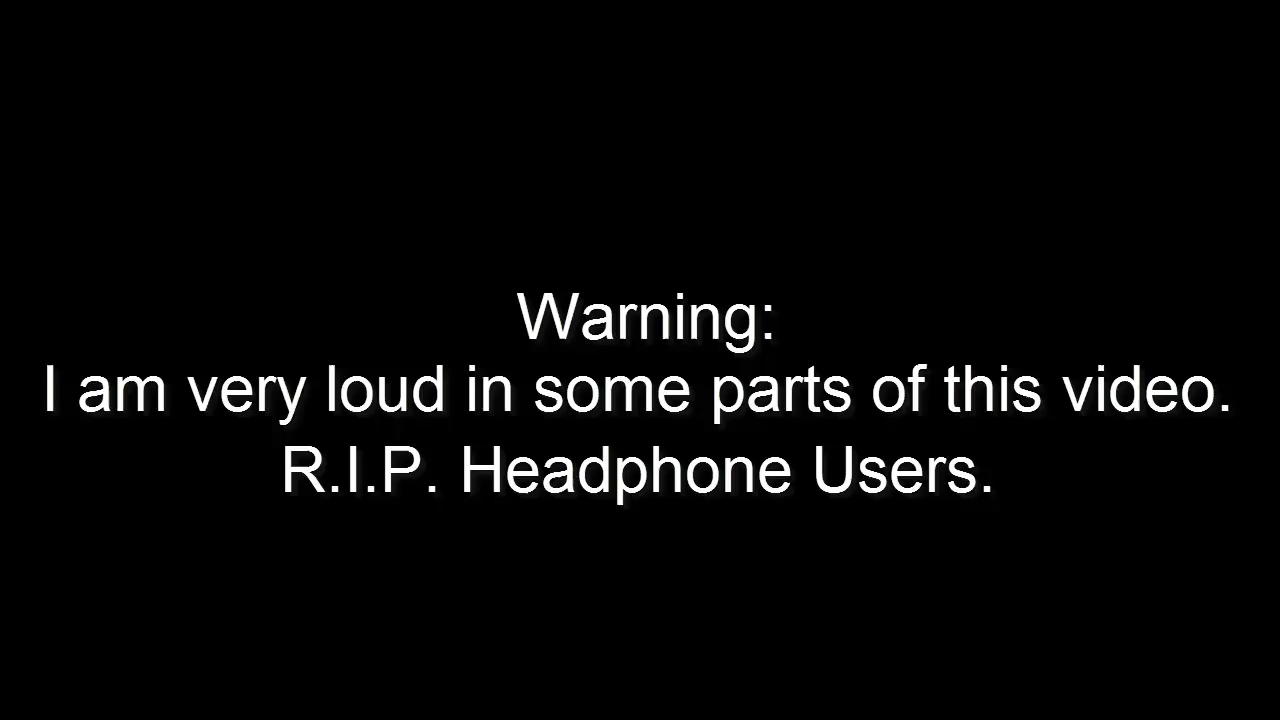 Warning:
I am very loud in some parts of this video.
R.I.P. Headphone Users.